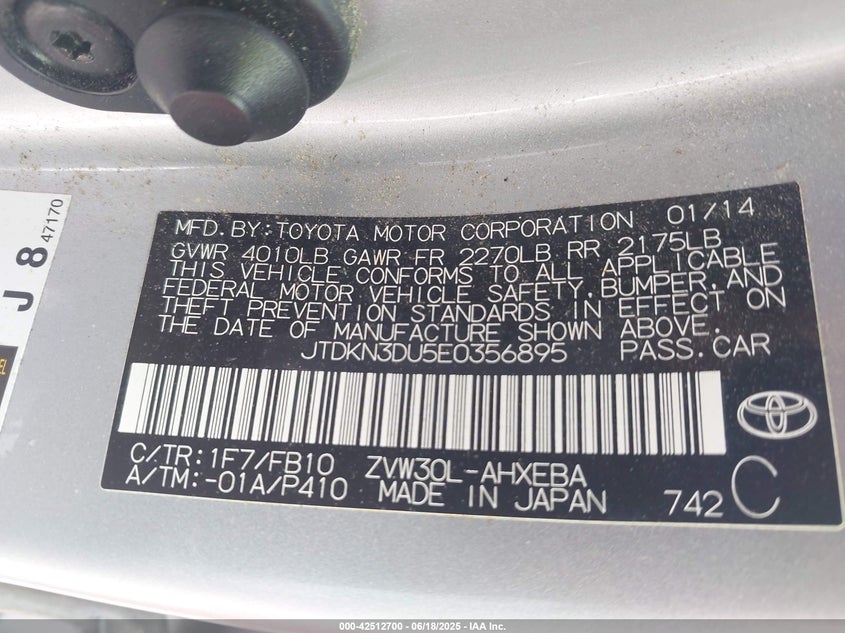 J 8 47170
MFD. BY: TOYOTA MOTOR CORPORATION 01/14
GVWR 4010LB GAWR FR 2270LB RR 2175LB
THIS VEHICLE CONFORMS TO ALL APPLICABLE
FEDERAL MOTOR VEHICLE SAFETY, BUMPER, AND
THEFT PREVENTION STANDARDS IN EFFECT ON
THE DATE OF MANUFACTURE SHOWN ABOVE.
JTDKN3DU5E0356895 PASS. CAR
C/TR: 1F7/FB10 ZVW30L-AHXEBA
A/TM: -01A/P410 MADE IN JAPAN 742 C
000-42512700 - 06/18/2025 - IAA Inc.